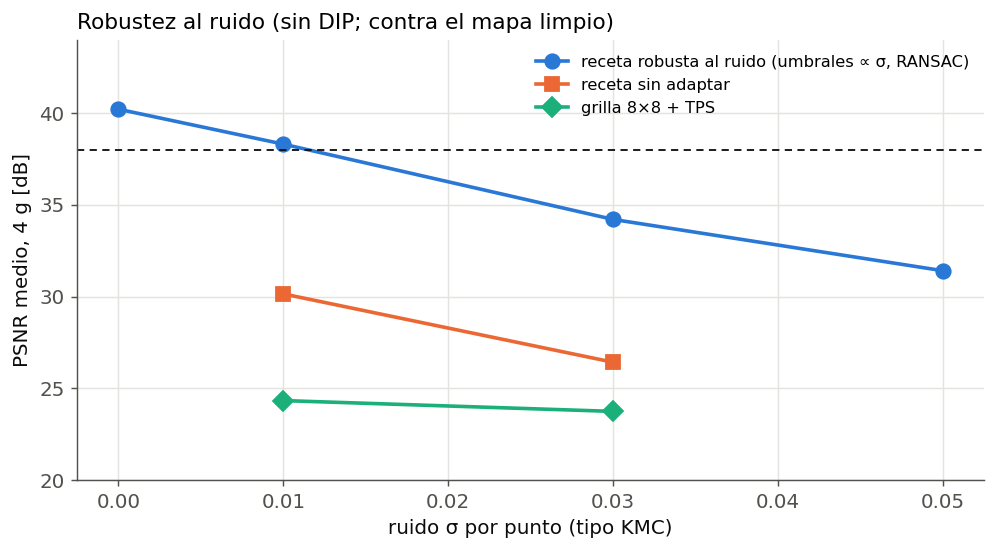 Robustez al ruido (sin DIP; contra el mapa limpio)
receta robusta al ruido (umbrales ∝ σ, RANSAC)
receta sin adaptar
grilla 8×8 + TPS
PSNR medio, 4 g [dB]
40
35
30
25
20
0.00 0.01 0.02 0.03 0.04 0.05
ruido σ por punto (tipo KMC)